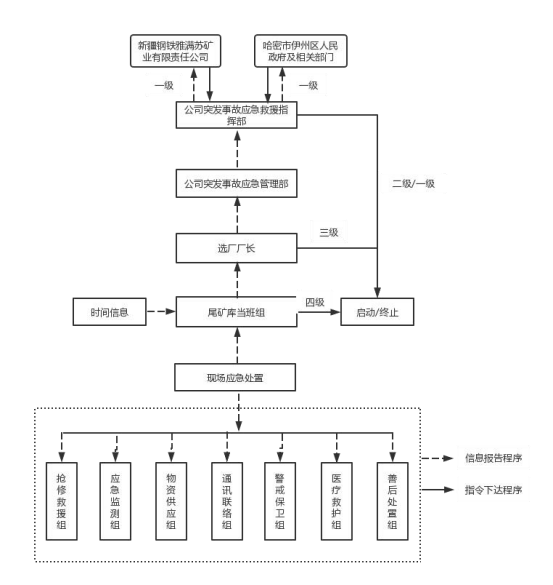 新疆钢铁雅满苏矿
业有限责任公司
哈密市伊州区人民
政府及相关部门
一级
一级
公司突发事故应急救援指
挥部
公司突发事故应急管理部
二级/一级
三级
选厂厂长
时间信息
尾矿库当班组
四级
启动/终止
现场应急处置
抢修救援组
应急监测组
物资供应组
通讯联络组
警戒保卫组
医疗救护组
善后处置组
信息报告程序
指令下达程序